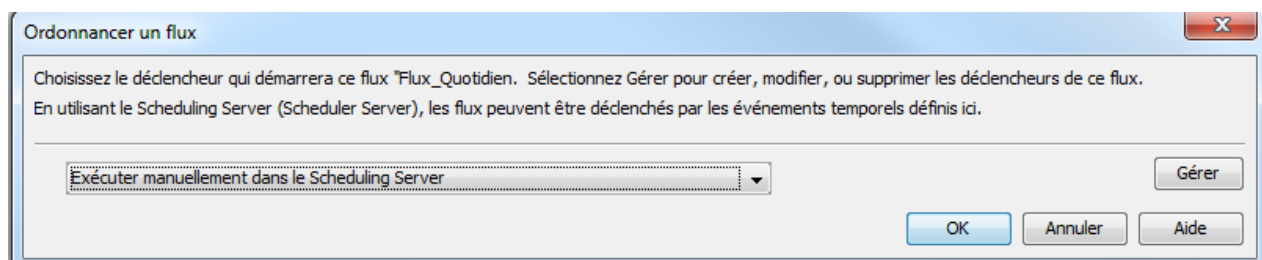 Ordonnancer un flux
Choisissez le déclencheur qui démarrera ce flux "Flux_Quotidien. Sélectionnez Gérer pour créer, modifier, ou supprimer les déclencheurs de ce flux.
En utilisant le Scheduling Server (Scheduler Server), les flux peuvent être déclenchés par les événements temporels définis ici.
Exécuter manuellement dans le Scheduling Server
Gérer
OK Annuler Aide